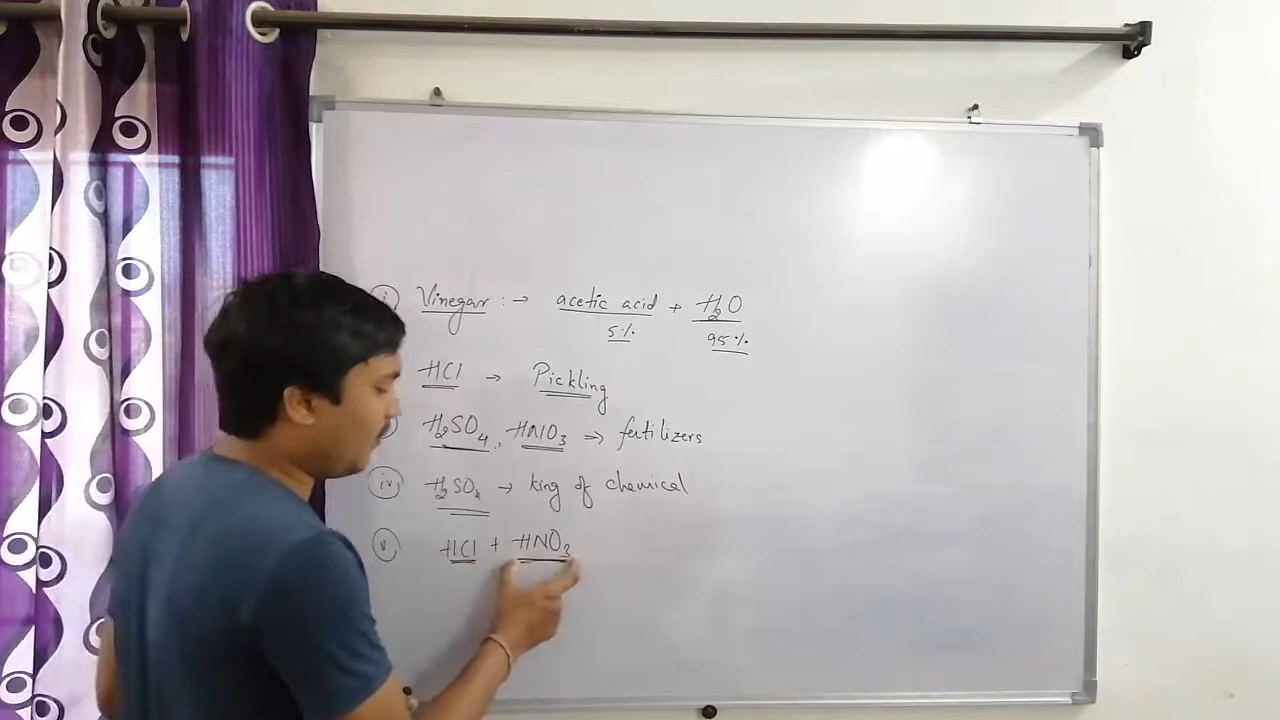 i Vinegar :→ acetic acid + H₂O
5% 95%
HCl → Pickling
H₂SO₄, HNO₃ ⇒ fertilizers
iv H₂SO₄ → king of chemical
v HCl + HNO₃